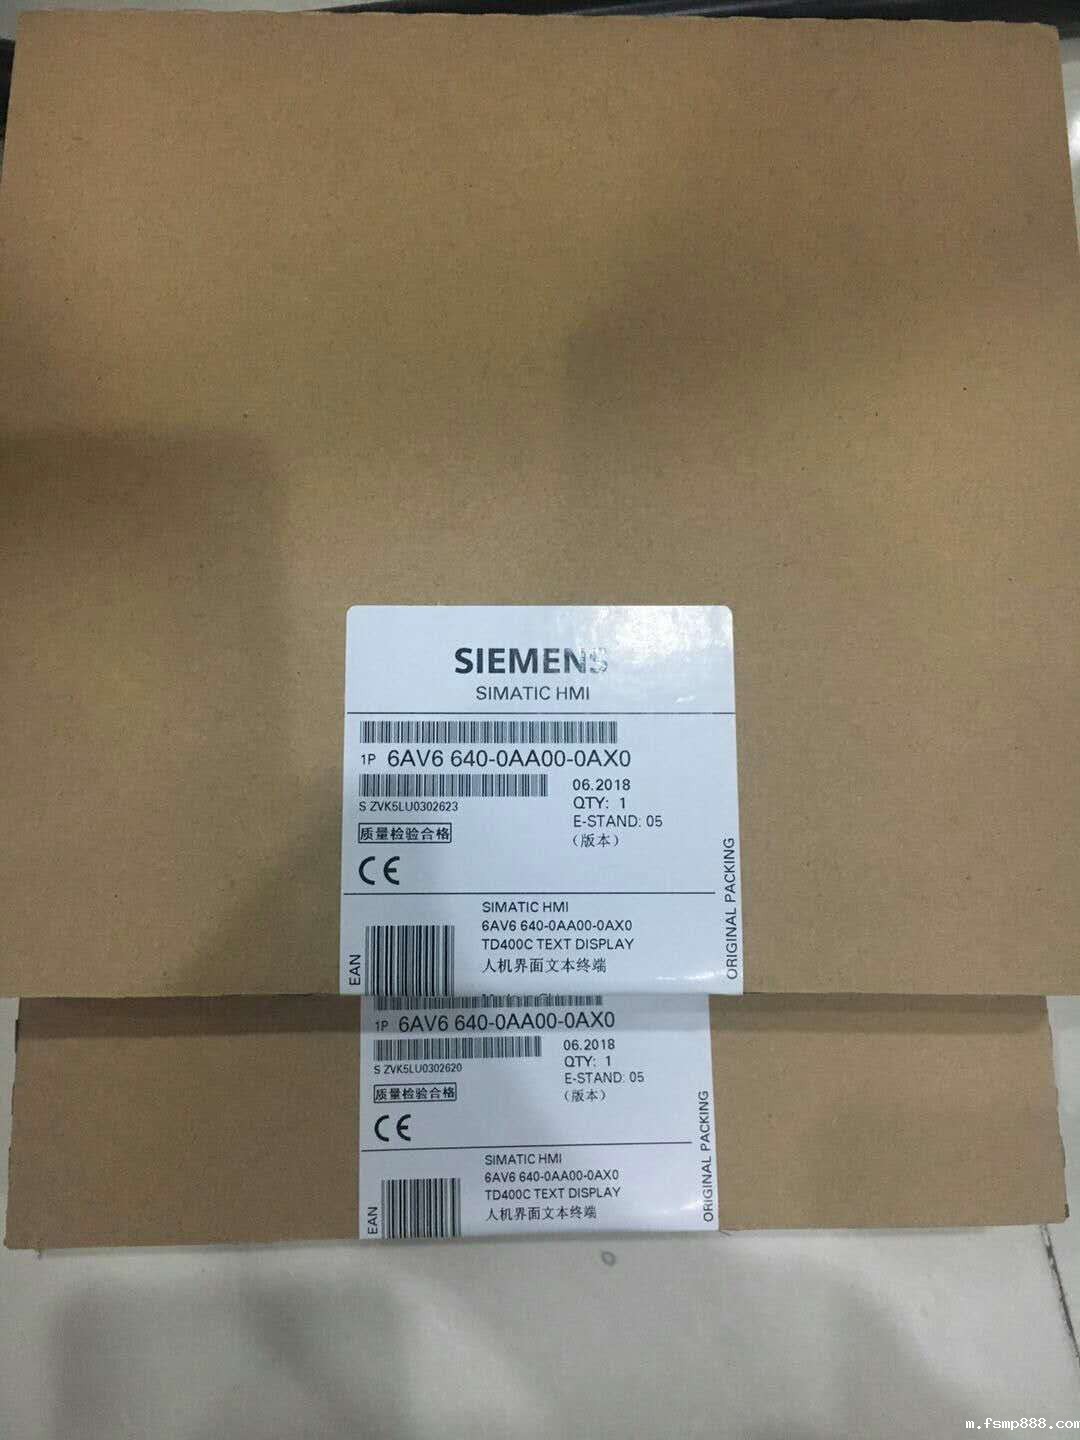 SIEMENS
SIMATIC HMI
1P 6AV6 640-0AA00-0AX0
06.2018
S ZVK5LU0302623
QTY: 1
E-STAND: 05
质量检验合格
（版本）
CE
SIMATIC HMI
6AV6 640-0AA00-0AX0
TD400C TEXT DISPLAY
人机界面文本终端
EAN
ORIGINAL PACKING
1P 6AV6 640-0AA00-0AX0
06.2018
S ZVK5LU0302620
QTY: 1
E-STAND: 05
质量检验合格
（版本）
CE
SIMATIC HMI
6AV6 640-0AA00-0AX0
TD400C TEXT DISPLAY
人机界面文本终端
EAN
ORIGINAL PACKING
m.fsmp888.com